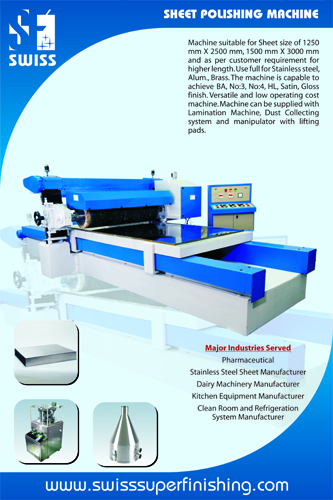 SHEET POLISHING MACHINE
SWISS
Machine suitable for Sheet size of 1250
mm X 2500 mm, 1500 mm X 3000 mm
and as per customer requirement for
higher length. Use full for Stainless steel,
Alum., Brass. The machine is capable to
achieve BA, No:3, No:4, HL, Satin, Gloss
finish. Versatile and low operating cost
machine. Machine can be supplied with
Lamination Machine, Dust Collecting
system and manipulator with lifting
pads.
Major Industries Served
Pharmaceutical
Stainless Steel Sheet Manufacturer
Dairy Machinery Manufacturer
Kitchen Equipment Manufacturer
Clean Room and Refrigeration
System Manufacturer
www.swisssuperfinishing.com